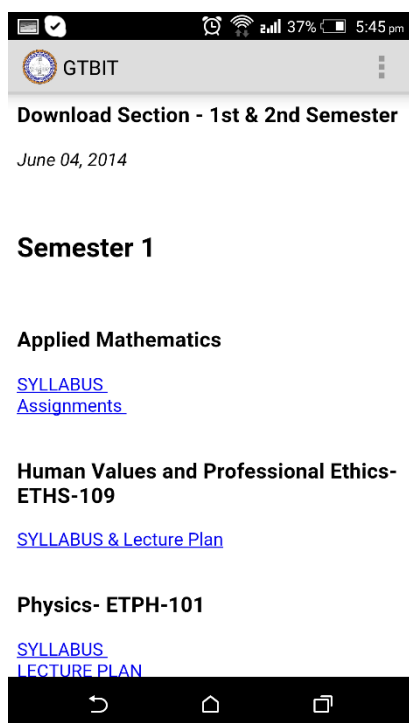 37% 5:45 pm
GTBIT
Download Section - 1st & 2nd Semester
June 04, 2014
Semester 1
Applied Mathematics
SYLLABUS
Assignments
Human Values and Professional Ethics-
ETHS-109
SYLLABUS & Lecture Plan
Physics- ETPH-101
SYLLABUS
LECTURE PLAN